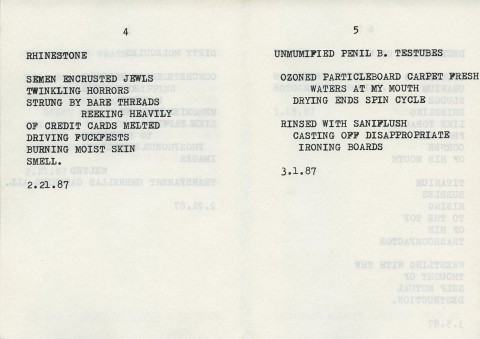 4
RHINESTONE
SEMEN ENCRUSTED JEWLS
TWINKLING HORRORS
STRUNG BY BARE THREADS
REEKING HEAVILY
OF CREDIT CARDS MELTED
DRIVING FUCKFESTS
BURNING MOIST SKIN
SMELL.
2.21.87
5
UNMUMIFIED PENIL B. TESTUBES
OZONED PARTICLEBOARD CARPET FRESH
WATERS AT MY MOUTH
DRYING ENDS SPIN CYCLE
RINSED WITH SANIFLUSH
CASTING OFF DISAPPROPRIATE
IRONING BOARDS
3.1.87